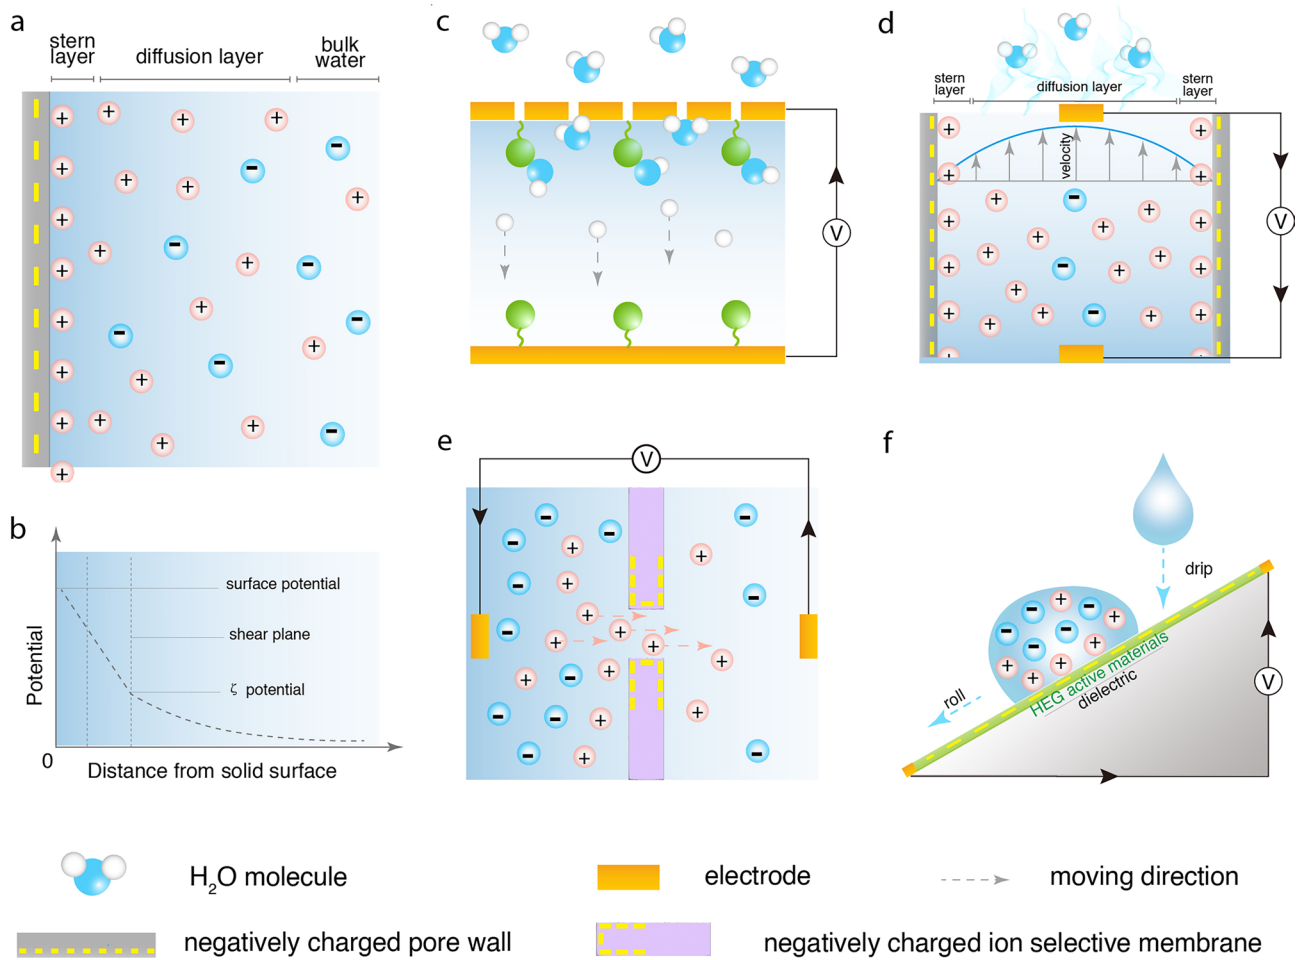 a
stern
layer
diffusion layer
bulk
water
b
Potential
surface potential
shear plane
ζ potential
0
Distance from solid surface
c
V
d
stern
layer
diffusion layer
stern
layer
velocity
V
e
V
f
drip
roll
HEG active materials
dielectric
V
H₂O molecule
electrode
moving direction
negatively charged pore wall
negatively charged ion selective membrane